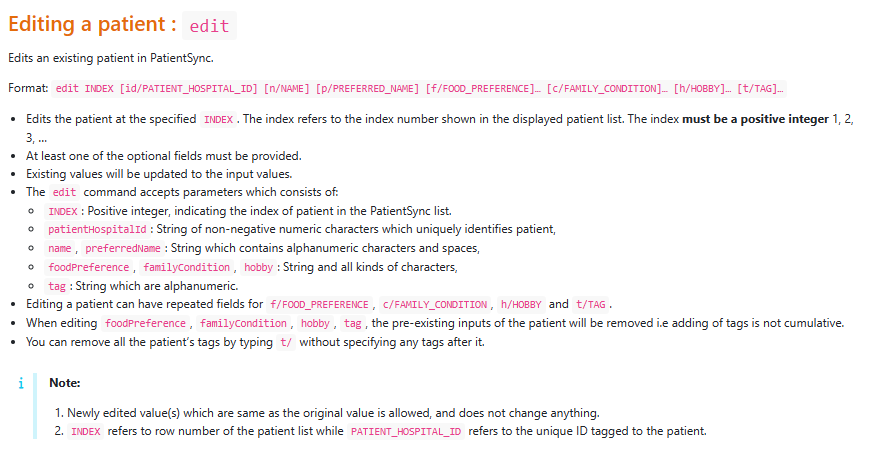 Editing a patient : edit
Edits an existing patient in PatientSync.
Format: edit INDEX [id/PATIENT_HOSPITAL_ID] [n/NAME] [p/PREFERRED_NAME] [f/FOOD_PREFERENCE]… [c/FAMILY_CONDITION]… [h/HOBBY]… [t/TAG]…
• Edits the patient at the specified INDEX . The index refers to the index number shown in the displayed patient list. The index must be a positive integer 1, 2,
3, …
• At least one of the optional fields must be provided.
• Existing values will be updated to the input values.
• The edit command accepts parameters which consists of:
◦ INDEX : Positive integer, indicating the index of patient in the PatientSync list.
◦ patientHospitalId : String of non-negative numeric characters which uniquely identifies patient,
◦ name , preferredName : String which contains alphanumeric characters and spaces,
◦ foodPreference , familyCondition , hobby : String and all kinds of characters,
◦ tag : String which are alphanumeric.
• Editing a patient can have repeated fields for f/FOOD_PREFERENCE , c/FAMILY_CONDITION , h/HOBBY and t/TAG .
• When editing foodPreference , familyCondition , hobby , tag , the pre-existing inputs of the patient will be removed i.e adding of tags is not cumulative.
• You can remove all the patient's tags by typing t/ without specifying any tags after it.
i Note:
1. Newly edited value(s) which are same as the original value is allowed, and does not change anything.
2. INDEX refers to row number of the patient list while PATIENT_HOSPITAL_ID refers to the unique ID tagged to the patient.